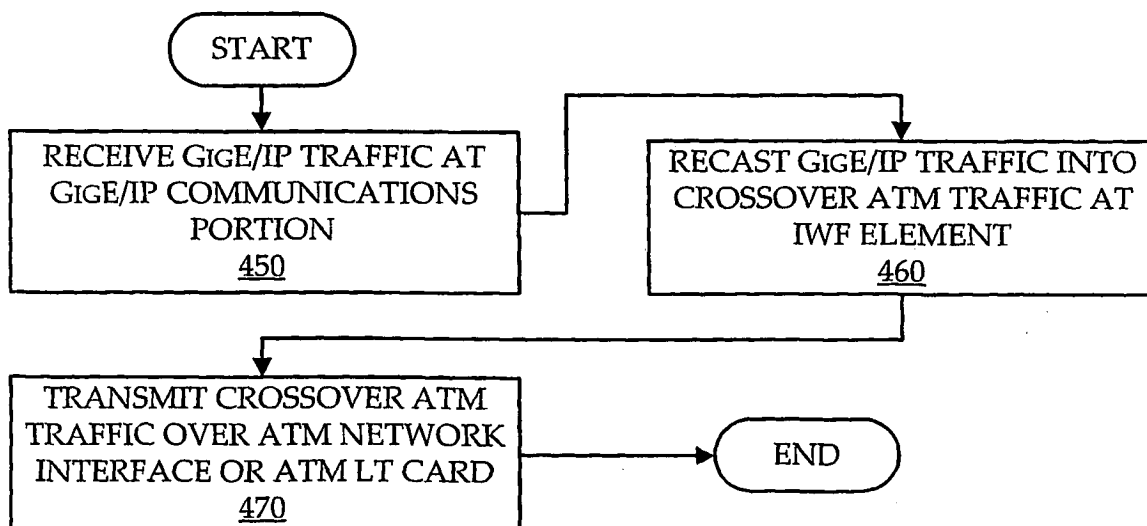 START
RECEIVE GIGE/IP TRAFFIC AT
GIGE/IP COMMUNICATIONS
PORTION
450
RECAST GIGE/IP TRAFFIC INTO
CROSSOVER ATM TRAFFIC AT
IWF ELEMENT
460
TRANSMIT CROSSOVER ATM
TRAFFIC OVER ATM NETWORK
INTERFACE OR ATM LT CARD
470
END